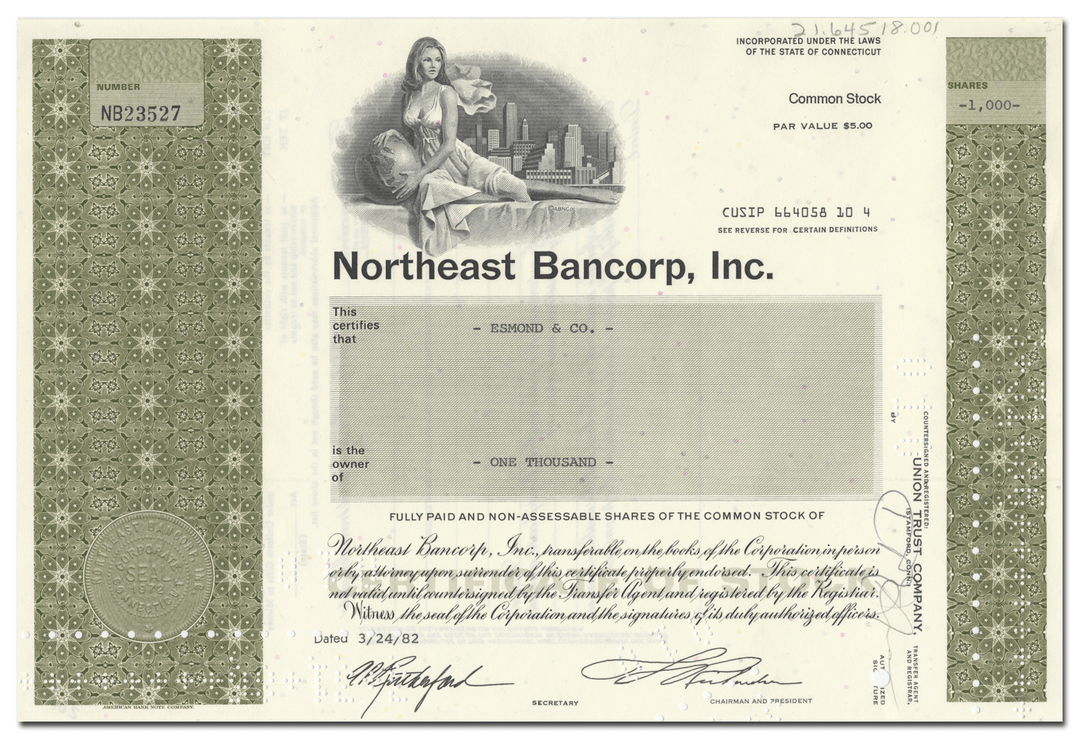 21.64518.001
INCORPORATED UNDER THE LAWS
OF THE STATE OF CONNECTICUT
NUMBER
NB23527
SHARES
-1,000-
Common Stock
PAR VALUE $5.00
CUSIP 664058 10 4
SEE REVERSE FOR CERTAIN DEFINITIONS
Northeast Bancorp, Inc.
This
certifies
that
- ESMOND & CO. -
is the
owner
of
- ONE THOUSAND -
FULLY PAID AND NON-ASSESSABLE SHARES OF THE COMMON STOCK OF
Northeast Bancorp, Inc., transferable on the books of the Corporation in person
or by attorney upon surrender of this certificate properly endorsed. This certificate is
not valid until countersigned by the Transfer Agent and registered by the Registrar.
Witness the seal of the Corporation and the signatures of its duly authorized officers.
Dated 3/24/82
SECRETARY
CHAIRMAN AND PRESIDENT
AMERICAN BANK NOTE COMPANY.
SEAL
COUNTERSIGNED AND REGISTERED:
UNION TRUST COMPANY,
(STAMFORD, CONN.)
TRANSFER AGENT
AND REGISTRAR,
BY